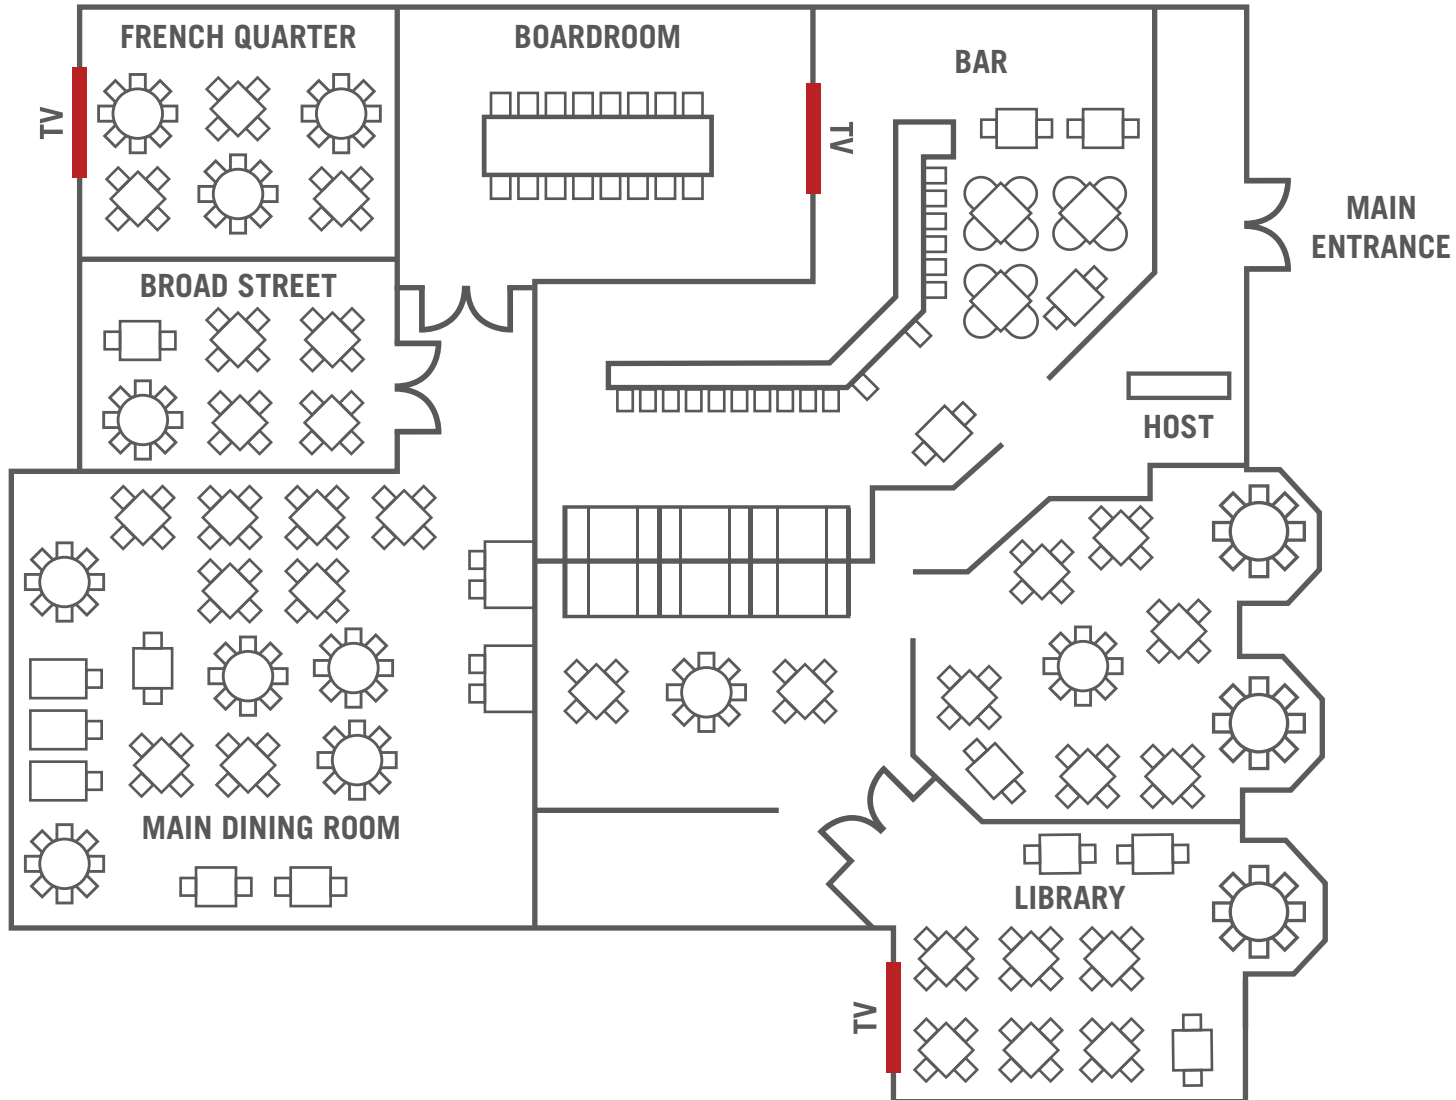 FRENCH QUARTER
BOARDROOM
BAR
TV
TV
MAIN
ENTRANCE
BROAD STREET
HOST
MAIN DINING ROOM
LIBRARY
TV